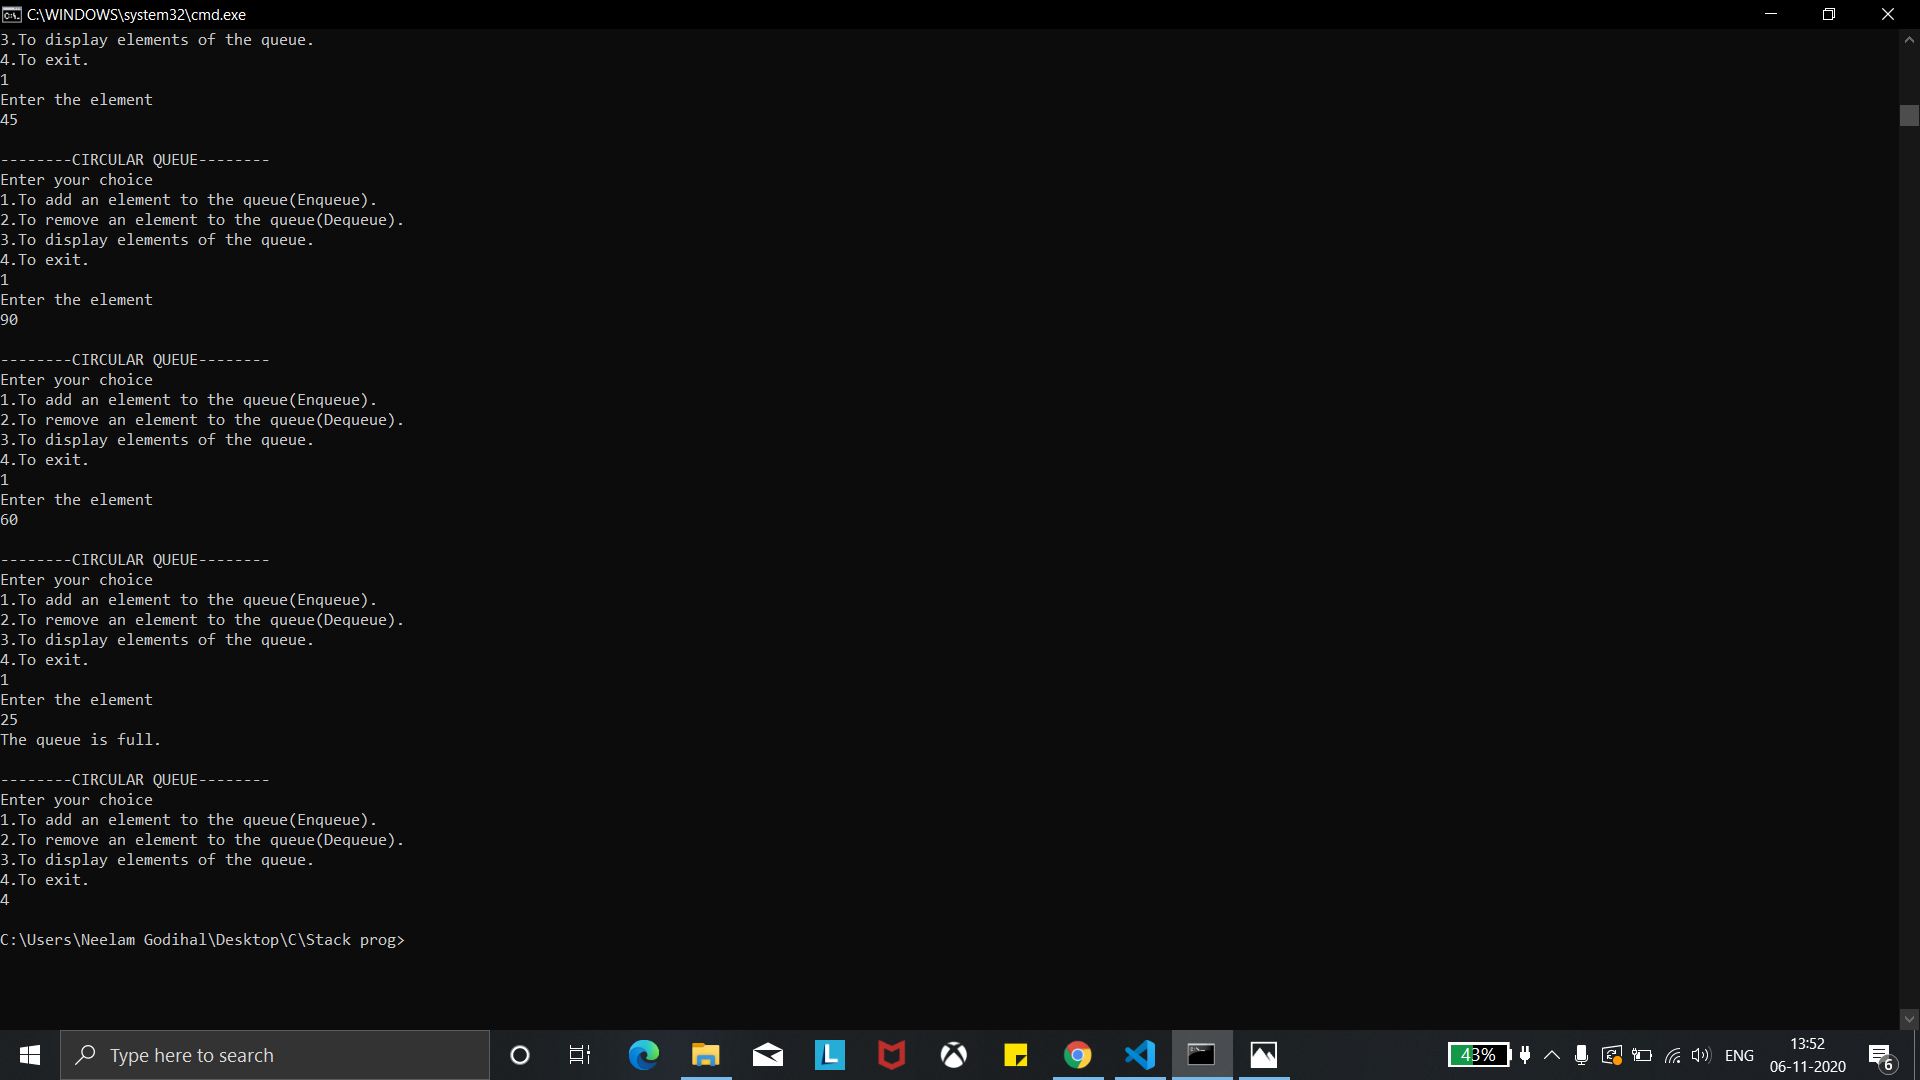 C:\WINDOWS\system32\cmd.exe
3.To display elements of the queue.
4.To exit.
1
Enter the element
45
--------CIRCULAR QUEUE--------
Enter your choice
1.To add an element to the queue(Enqueue).
2.To remove an element to the queue(Dequeue).
3.To display elements of the queue.
4.To exit.
1
Enter the element
90
--------CIRCULAR QUEUE--------
Enter your choice
1.To add an element to the queue(Enqueue).
2.To remove an element to the queue(Dequeue).
3.To display elements of the queue.
4.To exit.
1
Enter the element
60
--------CIRCULAR QUEUE--------
Enter your choice
1.To add an element to the queue(Enqueue).
2.To remove an element to the queue(Dequeue).
3.To display elements of the queue.
4.To exit.
1
Enter the element
25
The queue is full.
--------CIRCULAR QUEUE--------
Enter your choice
1.To add an element to the queue(Enqueue).
2.To remove an element to the queue(Dequeue).
3.To display elements of the queue.
4.To exit.
4
C:\Users\Neelam Godihal\Desktop\C\Stack prog>
Type here to search
L
43%
ENG
13:52
06-11-2020
6